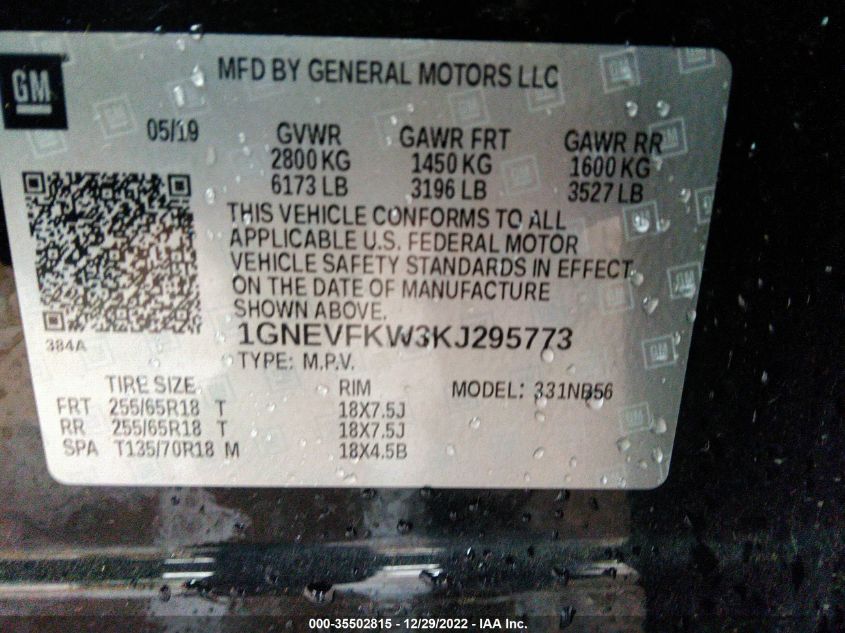 GM
MFD BY GENERAL MOTORS LLC
05/19 GVWR GAWR FRT GAWR RR
2800 KG 1450 KG 1600 KG
6173 LB 3196 LB 3527 LB
THIS VEHICLE CONFORMS TO ALL
APPLICABLE U.S. FEDERAL MOTOR
VEHICLE SAFETY STANDARDS IN EFFECT
ON THE DATE OF MANUFACTURE
SHOWN ABOVE.
384A
1GNEVFKW3KJ295773
TYPE: M.P.V.
TIRE SIZE RIM MODEL: 331NB56
FRT 255/65R18 T 18X7.5J
RR 255/65R18 T 18X7.5J
SPA T135/70R18 M 18X4.5B
000-35502815 - 12/29/2022 - IAA Inc.